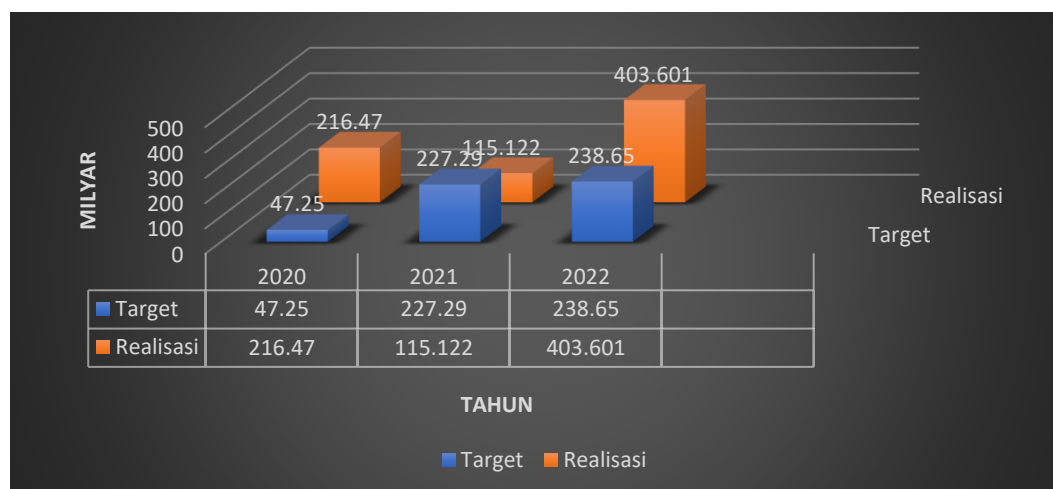 403.601
216.47
115.122
227.29
238.65
47.25
500
400
300
200
100
0
MILYAR
Realisasi
Target
2020 2021 2022
Target 47.25 227.29 238.65
Realisasi 216.47 115.122 403.601
TAHUN
Target Realisasi